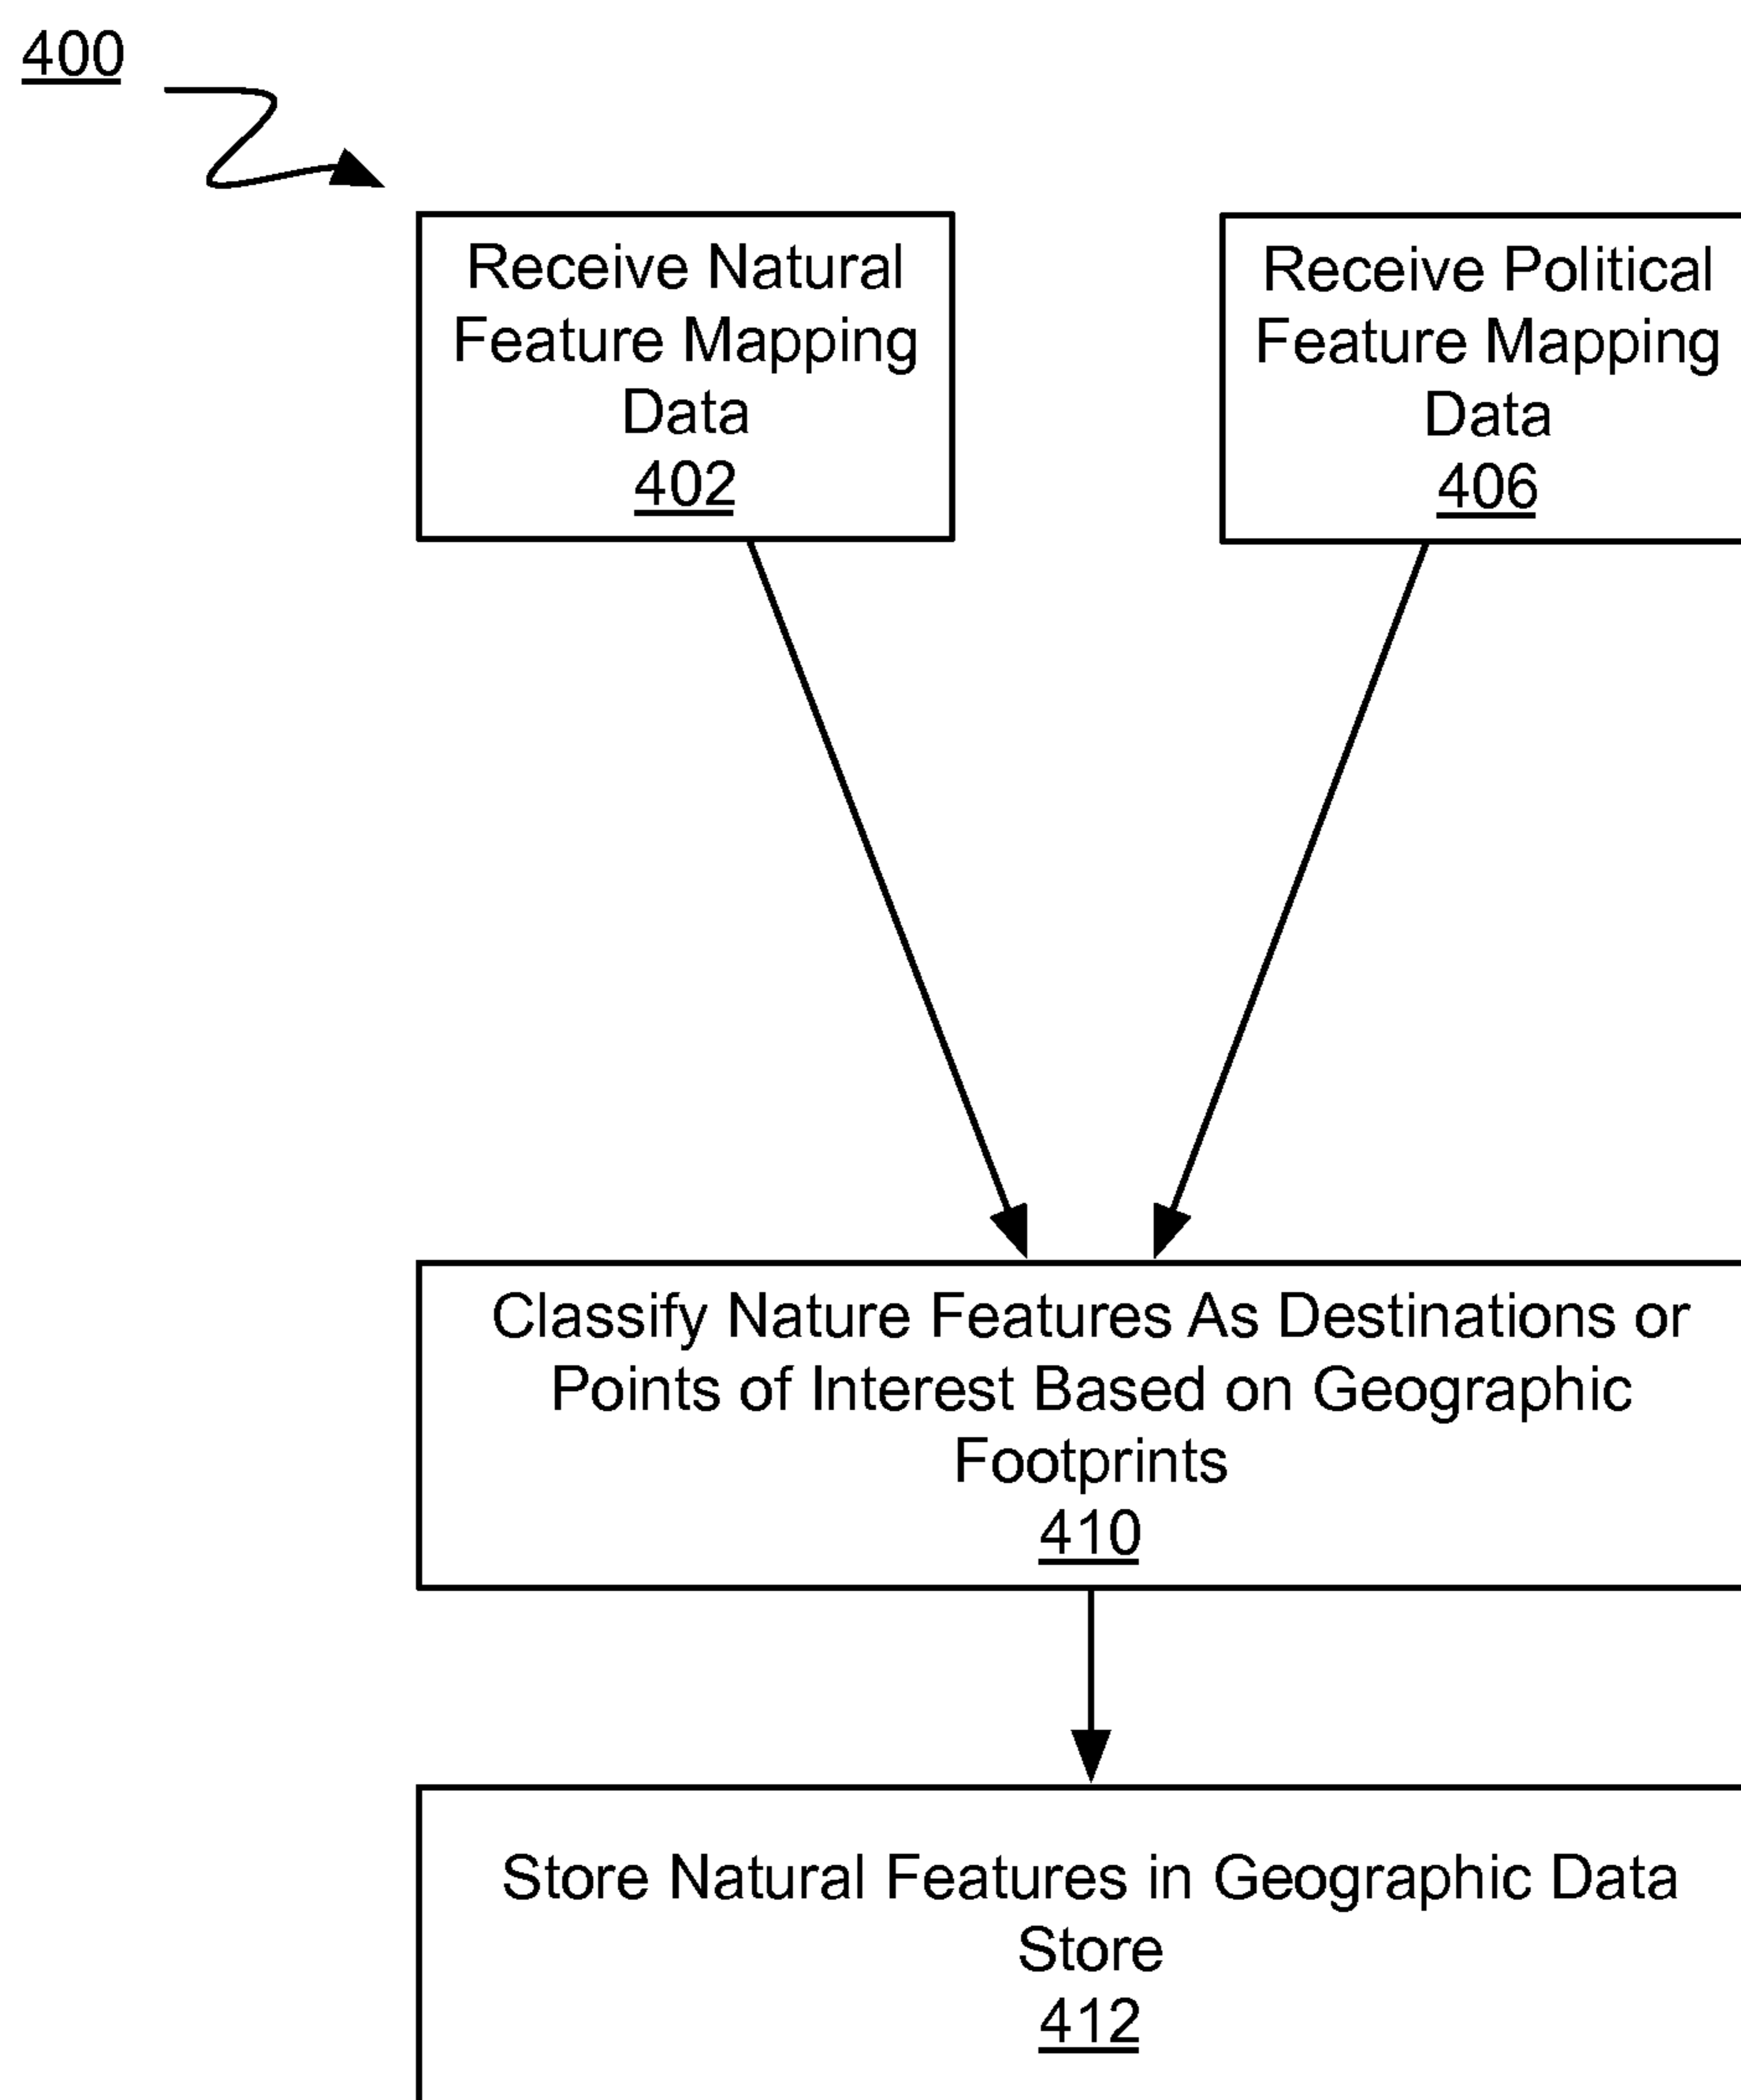 400
Receive Natural
Feature Mapping
Data
402
Receive Political
Feature Mapping
Data
406
Classify Nature Features As Destinations or
Points of Interest Based on Geographic
Footprints
410
Store Natural Features in Geographic Data
Store
412